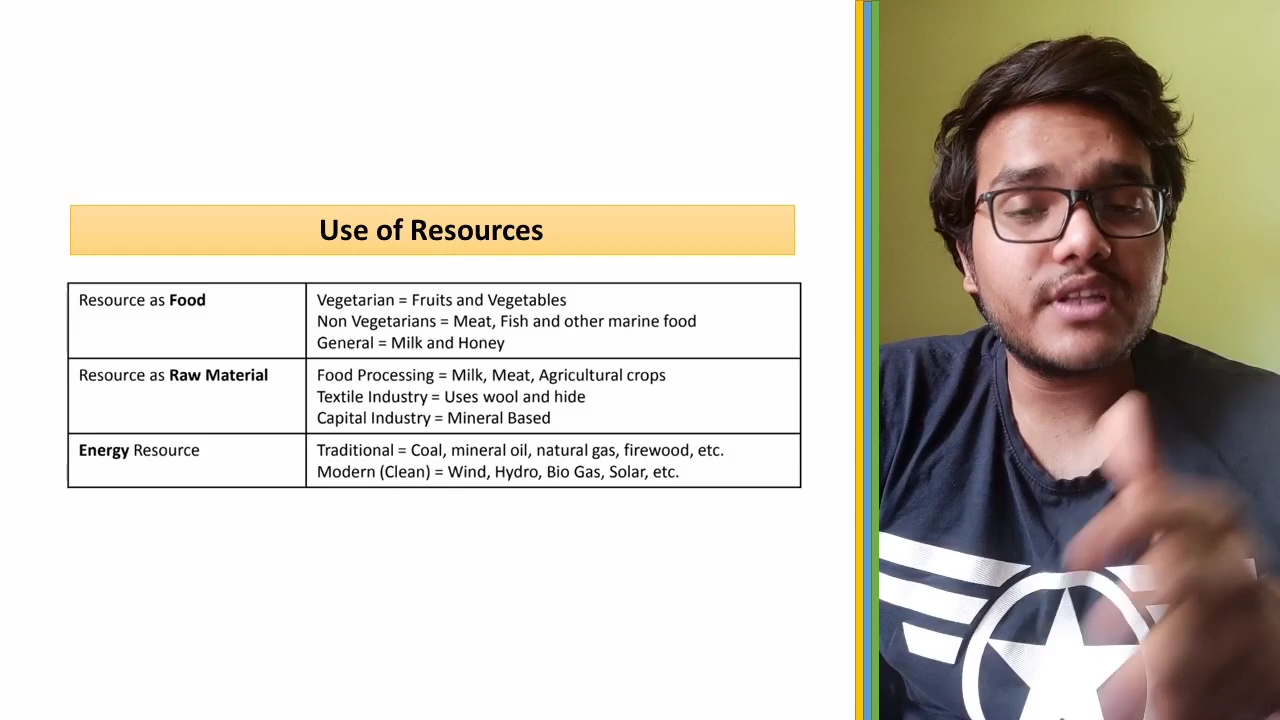 Use of Resources
Resource as Food
Vegetarian = Fruits and Vegetables
Non Vegetarians = Meat, Fish and other marine food
General = Milk and Honey
Resource as Raw Material
Food Processing = Milk, Meat, Agricultural crops
Textile Industry = Uses wool and hide
Capital Industry = Mineral Based
Energy Resource
Traditional = Coal, mineral oil, natural gas, firewood, etc.
Modern (Clean) = Wind, Hydro, Bio Gas, Solar, etc.